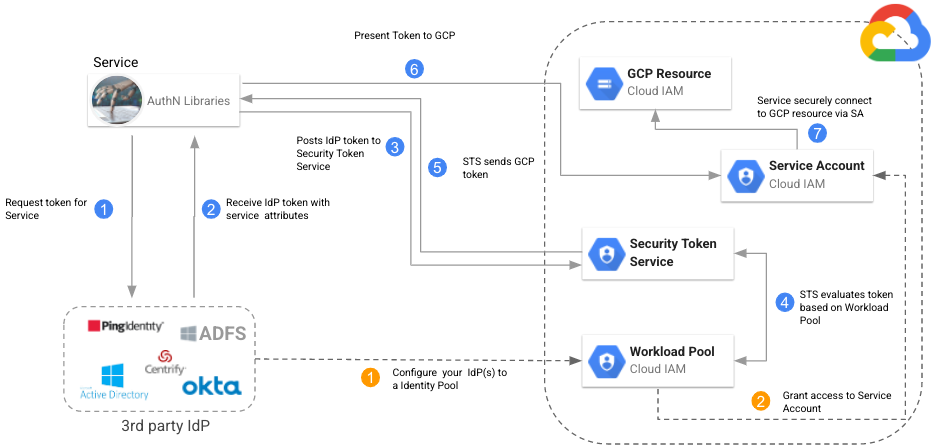 Present Token to GCP
6
Service
AuthN Libraries
GCP Resource
Cloud IAM
Service securely connect
to GCP resource via SA
7
Posts IdP token to
Security Token
Service
3
5
STS sends GCP
token
Service Account
Cloud IAM
Request token for
Service
1
2
Receive IdP token with
service attributes
Security Token
Service
4
STS evaluates token
based on Workload
Pool
PingIdentity
ADFS
Centrify
Active Directory
okta
3rd party IdP
1
Configure your IdP(s) to
a Identity Pool
Workload Pool
Cloud IAM
2
Grant access to Service
Account